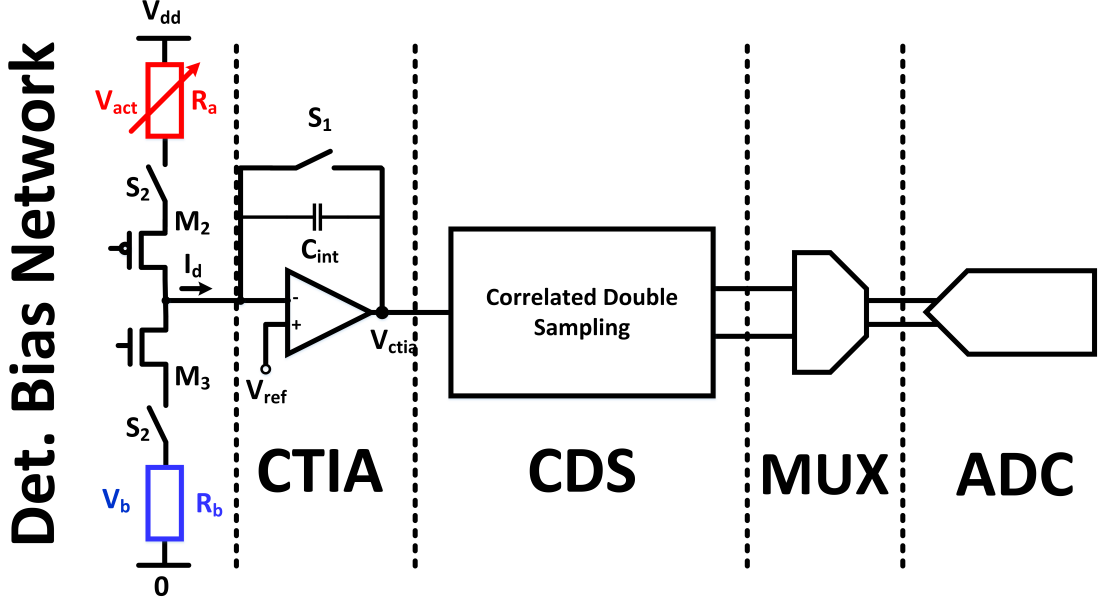 Det. Bias Network
Vdd
Vact
Ra
S2
M2
Id
M3
S2
Vb
Rb
0
S1
Cint
-
+
Vref
Vctia
CTIA
Correlated Double
Sampling
CDS
MUX
ADC